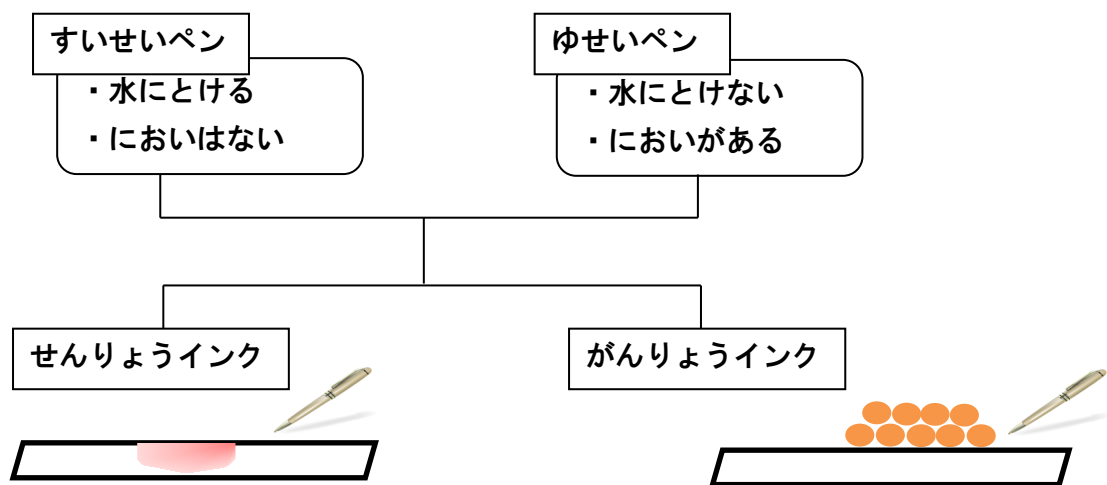 すいせいペン
・水にとける
・においはない
ゆせいペン
・水にとけない
・においがある
せんりょうインク
がんりょうインク